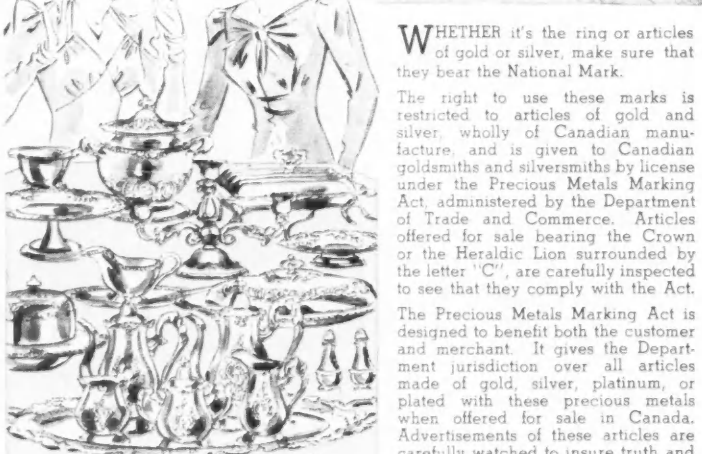 WHETHER it's the ring or articles
of gold or silver, make sure that
they bear the National Mark.
The right to use these marks is
restricted to articles of gold and
silver, wholly of Canadian manu-
facture, and is given to Canadian
goldsmiths and silversmiths by license
under the Precious Metals Marking
Act, administered by the Department
of Trade and Commerce. Articles
offered for sale bearing the Crown
or the Heraldic Lion surrounded by
the letter "C", are carefully inspected
to see that they comply with the Act.
The Precious Metals Marking Act is
designed to benefit both the customer
and merchant. It gives the Depart-
ment jurisdiction over all articles
made of gold, silver, platinum, or
plated with these precious metals
when offered for sale in Canada.
Advertisements of these articles are
carefully watched to insure truth and